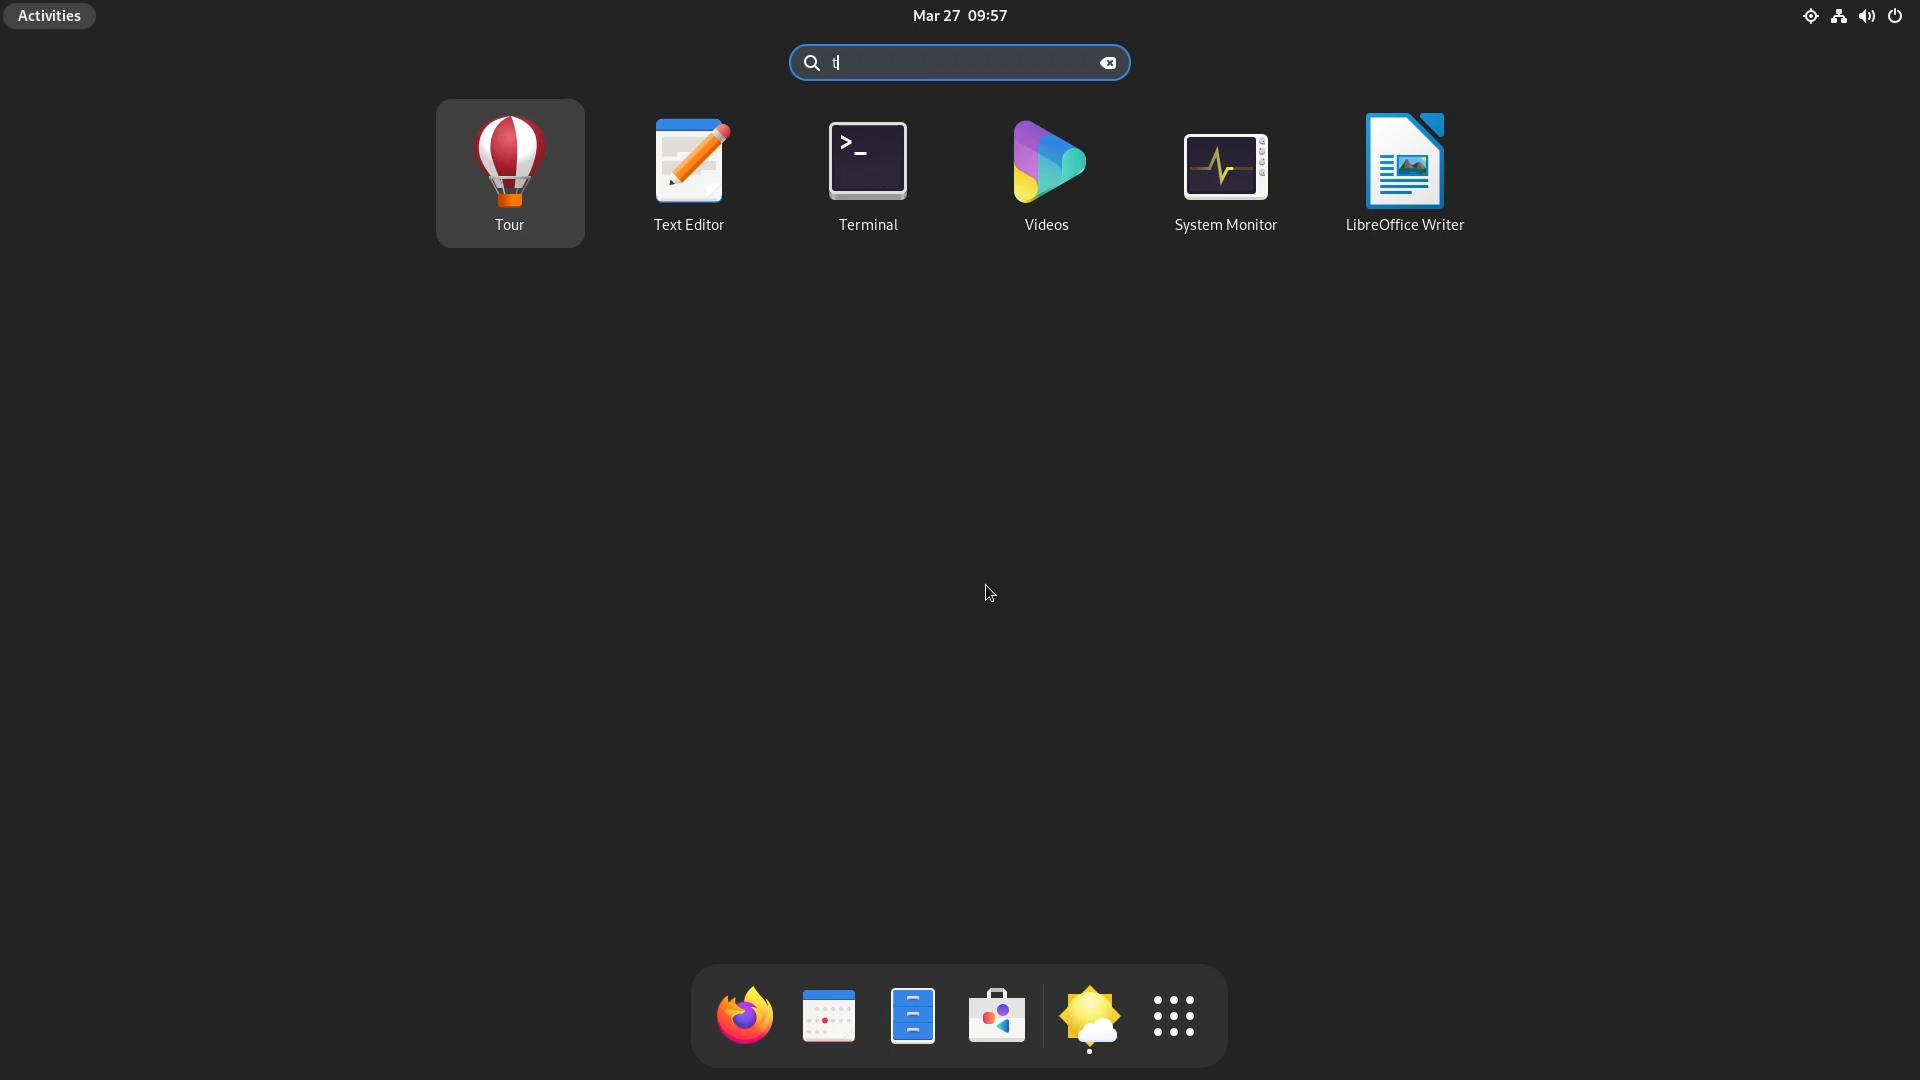 Activities
Mar 27 09:57
t
>_
Tour
Text Editor
Terminal
Videos
System Monitor
LibreOffice Writer